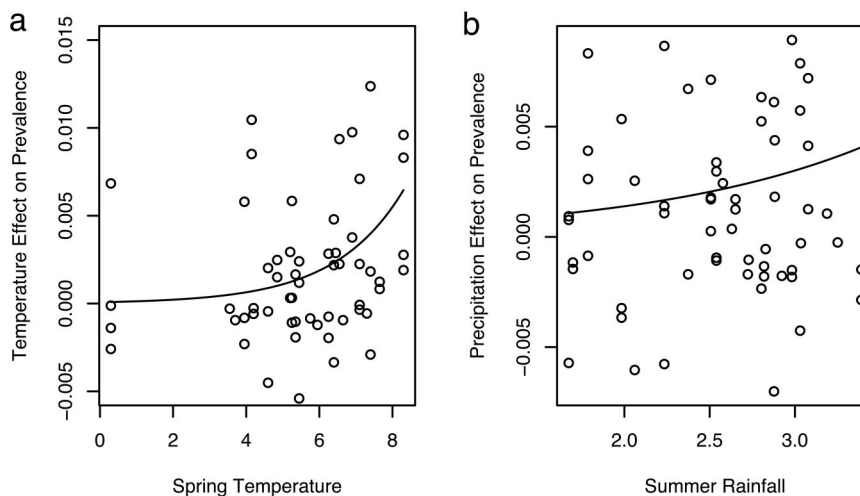 a
Temperature Effect on Prevalence
0.015
0.010
0.005
0.000
−0.005
0 2 4 6 8
Spring Temperature
b
Precipitation Effect on Prevalence
0.005
0.000
−0.005
2.0 2.5 3.0
Summer Rainfall